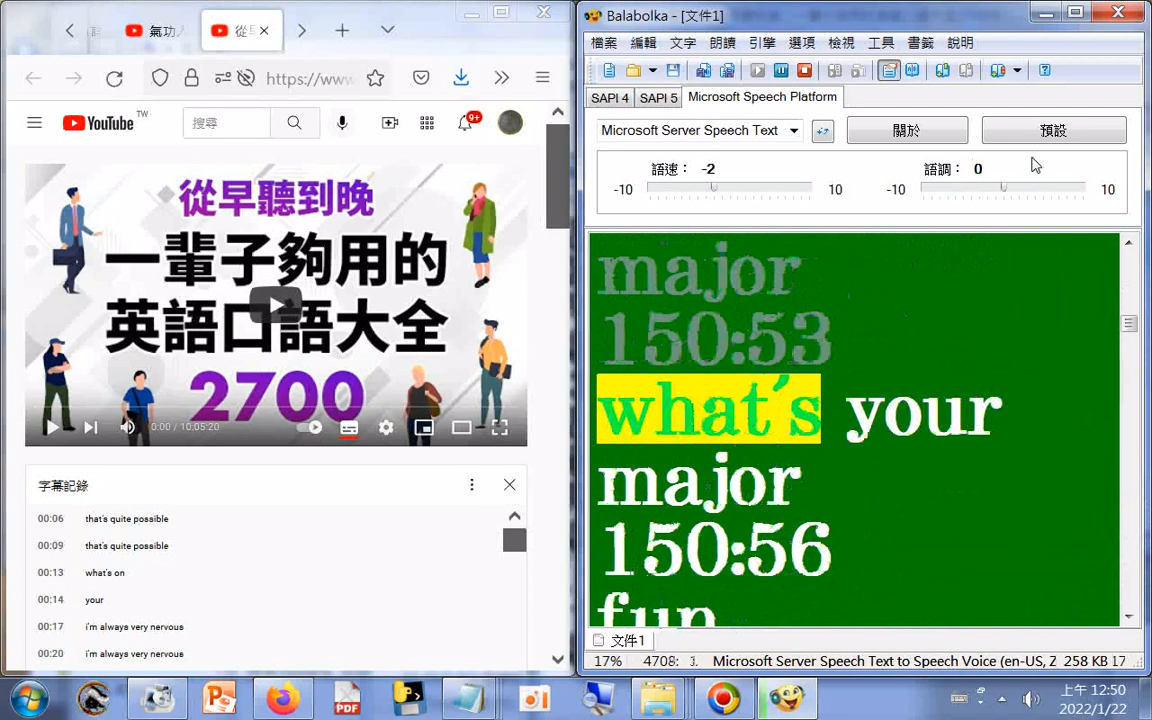 氣功
從
https://www
YouTube TW
搜尋
9+
從早聽到晚
一輩子夠用的
英語口語大全
2700
0:00 / 10:05:20
字幕記錄
00:06 that's quite possible
00:09 that's quite possible
00:13 what's on
00:14 your
00:17 i'm always very nervous
00:20 i'm always very nervous
Balabolka - [文件1]
檔案 編輯 文字 朗讀 引擎 選項 檢視 工具 書籤 說明
SAPI 4 SAPI 5 Microsoft Speech Platform
Microsoft Server Speech Text 關於 預設
語速： -2 語調： 0
-10 10 -10 10
major
150:53
what's your
major
150:56
fun
文件1
17% 4708: Microsoft Server Speech Text to Speech Voice (en-US, Z 258 KB 17
PDF
上午 12:50
2022/1/22